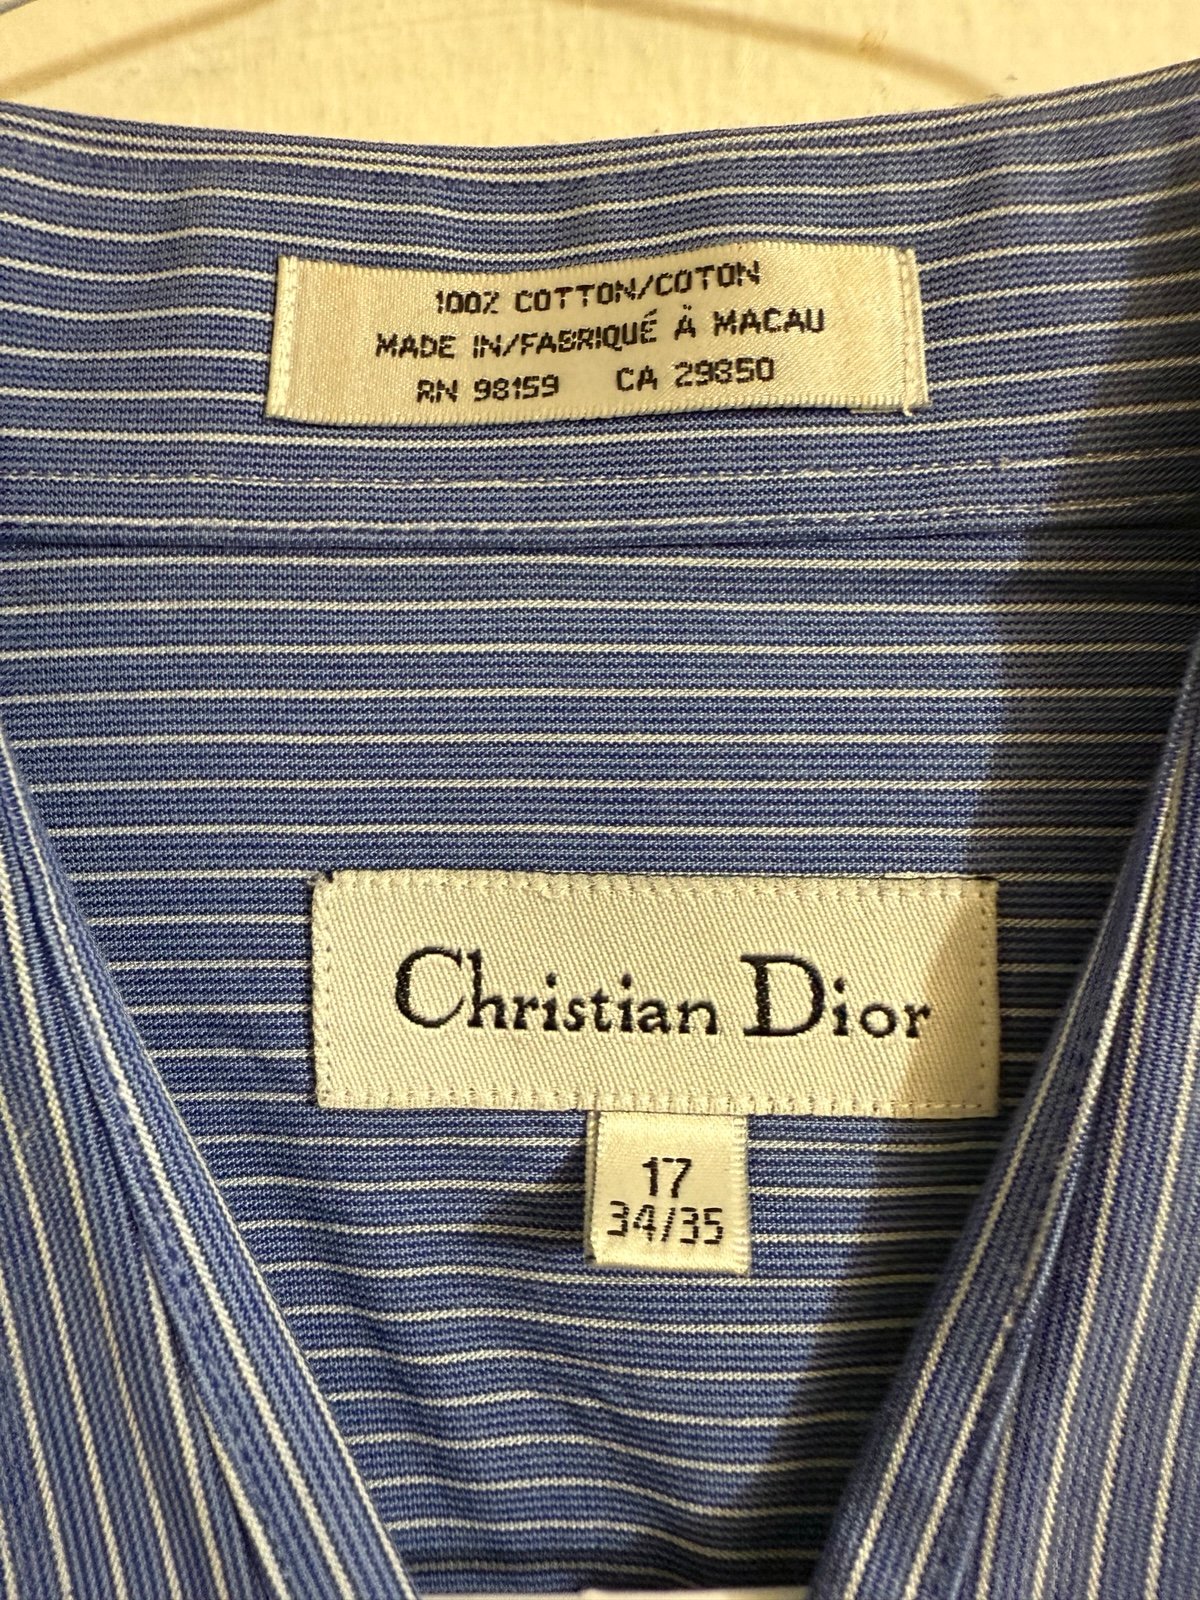 100% COTTON/COTON
MADE IN/FABRIQUÉ À MACAU
RN 98159 CA 29850
Christian Dior
17
34/35